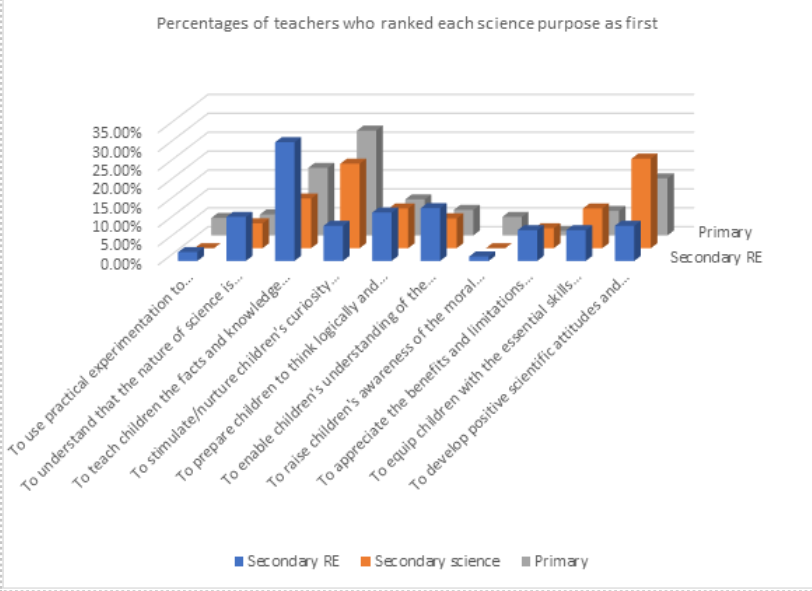 Percentages of teachers who ranked each science purpose as first
35.00%
30.00%
25.00%
20.00%
15.00%
10.00%
5.00%
0.00%
Primary
Secondary RE
To use practical experimentation to...
To understand that the nature of science is...
To teach children the facts and knowledge...
To stimulate/nurture children's curiosity...
To prepare children to think logically and...
To enable children's understanding of the...
To raise children's awareness of the moral...
To appreciate the benefits and limitations...
To equip children with the essential skills...
To develop positive scientific attitudes and...
Secondary RE
Secondary science
Primary